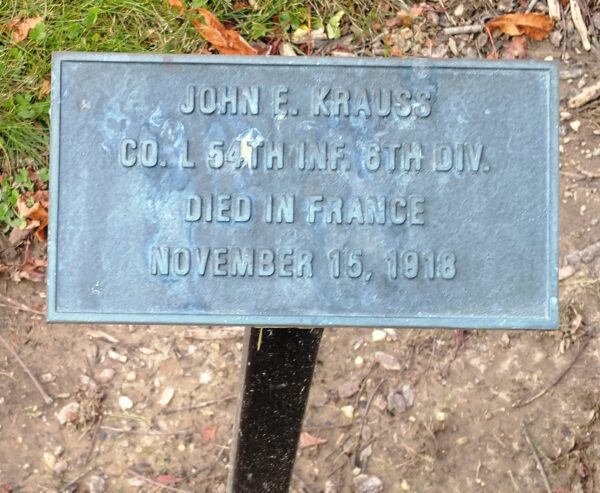 JOHN E. KRAUSS
CO. L 54TH INF. 6TH DIV.
DIED IN FRANCE
NOVEMBER 15, 1918